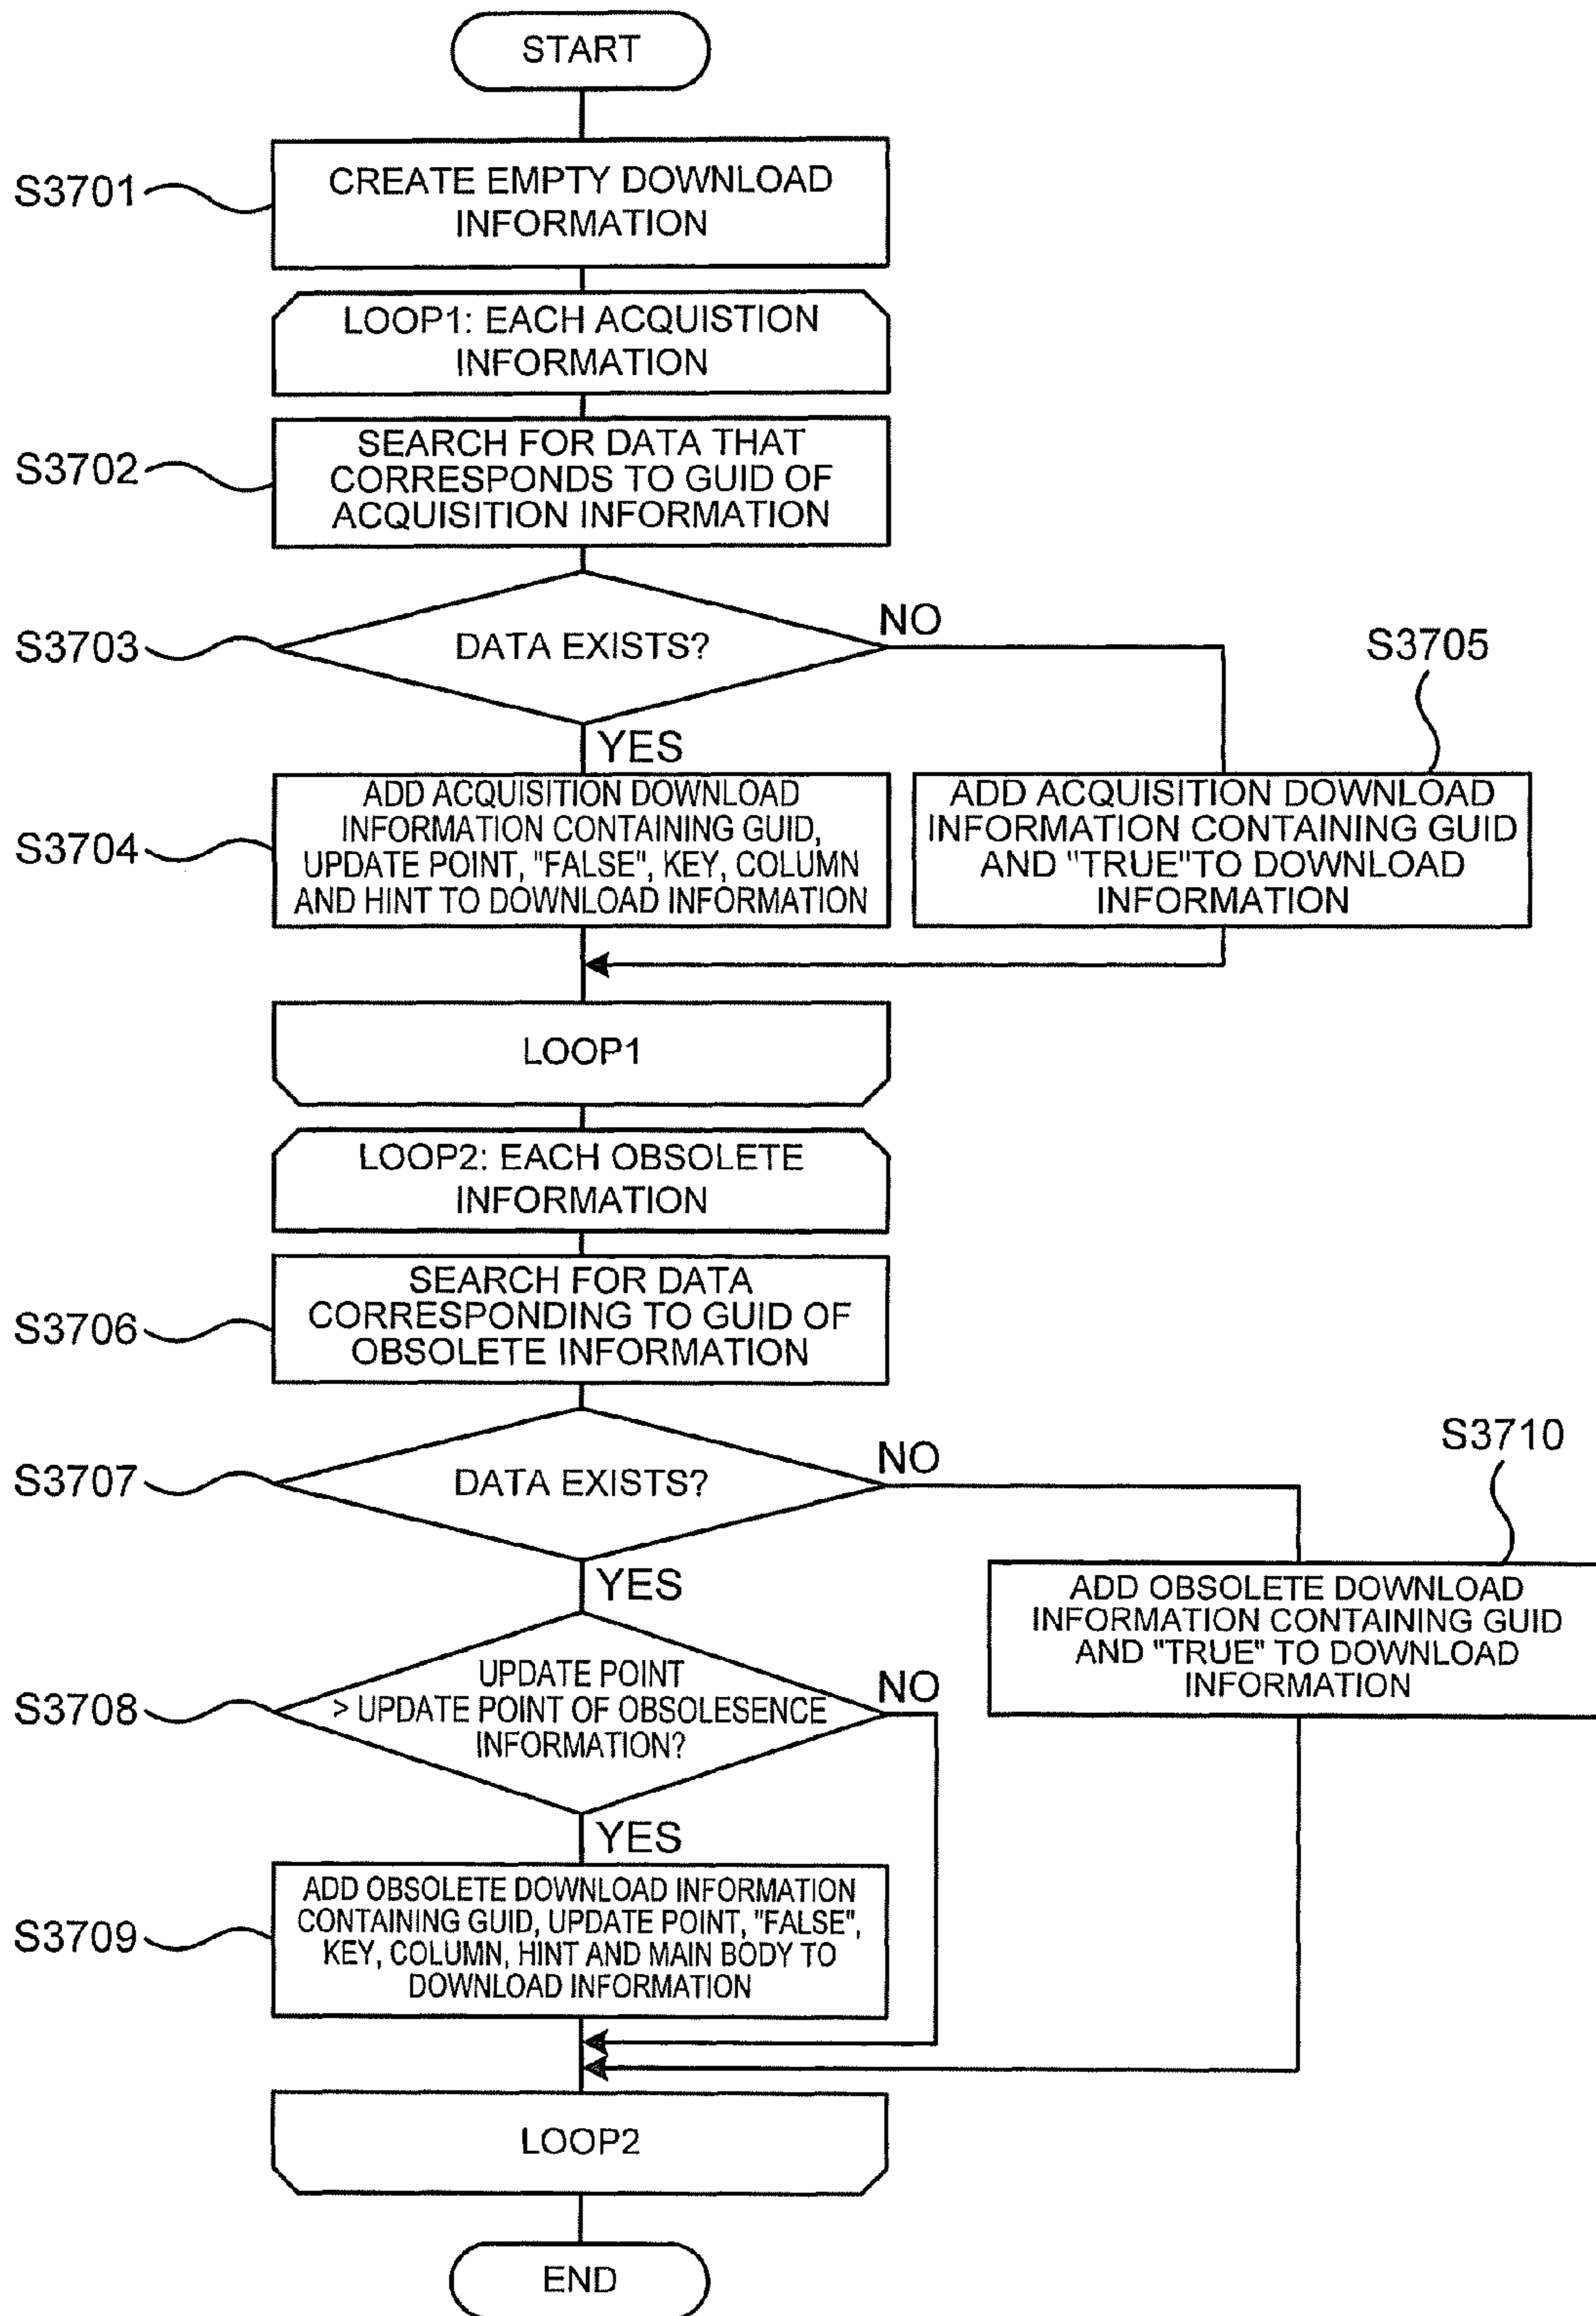 START
S3701
CREATE EMPTY DOWNLOAD
INFORMATION
LOOP1: EACH ACQUISTION
INFORMATION
S3702
SEARCH FOR DATA THAT
CORRESPONDS TO GUID OF
ACQUISITION INFORMATION
S3703
DATA EXISTS?
NO
YES
S3704
ADD ACQUISITION DOWNLOAD
INFORMATION CONTAINING GUID,
UPDATE POINT, "FALSE", KEY, COLUMN
AND HINT TO DOWNLOAD INFORMATION
S3705
ADD ACQUISITION DOWNLOAD
INFORMATION CONTAINING GUID
AND "TRUE"TO DOWNLOAD
INFORMATION
LOOP1
LOOP2: EACH OBSOLETE
INFORMATION
S3706
SEARCH FOR DATA
CORRESPONDING TO GUID OF
OBSOLETE INFORMATION
S3707
DATA EXISTS?
NO
YES
S3710
ADD OBSOLETE DOWNLOAD
INFORMATION CONTAINING GUID
AND "TRUE" TO DOWNLOAD
INFORMATION
S3708
UPDATE POINT
> UPDATE POINT OF OBSOLESENCE
INFORMATION?
NO
YES
S3709
ADD OBSOLETE DOWNLOAD INFORMATION
CONTAINING GUID, UPDATE POINT, "FALSE",
KEY, COLUMN, HINT AND MAIN BODY TO
DOWNLOAD INFORMATION
LOOP2
END